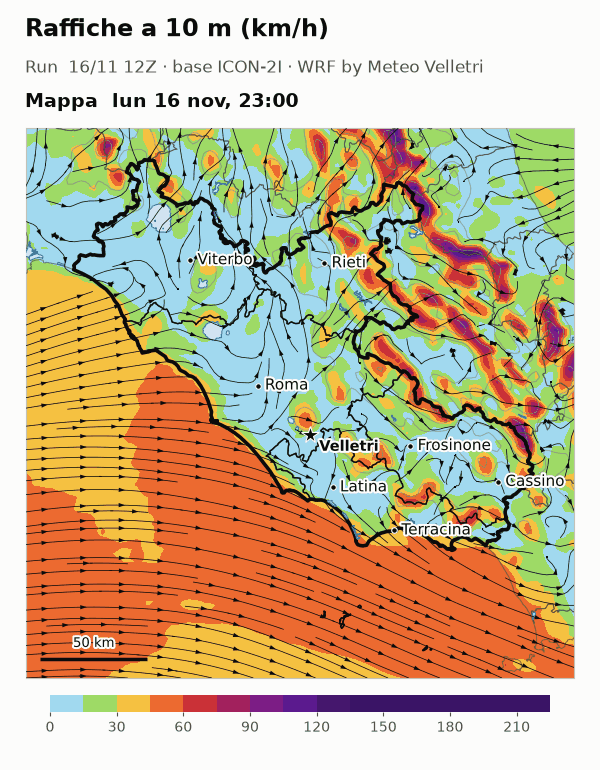 Raffiche a 10 m (km/h)
Run  16/11 12Z · base ICON-2I · WRF by Meteo Velletri
Mappa  lun 16 nov, 23:00
Viterbo
Rieti
Roma
Velletri
Frosinone
Cassino
Latina
Terracina
50 km
0 30 60 90 120 150 180 210